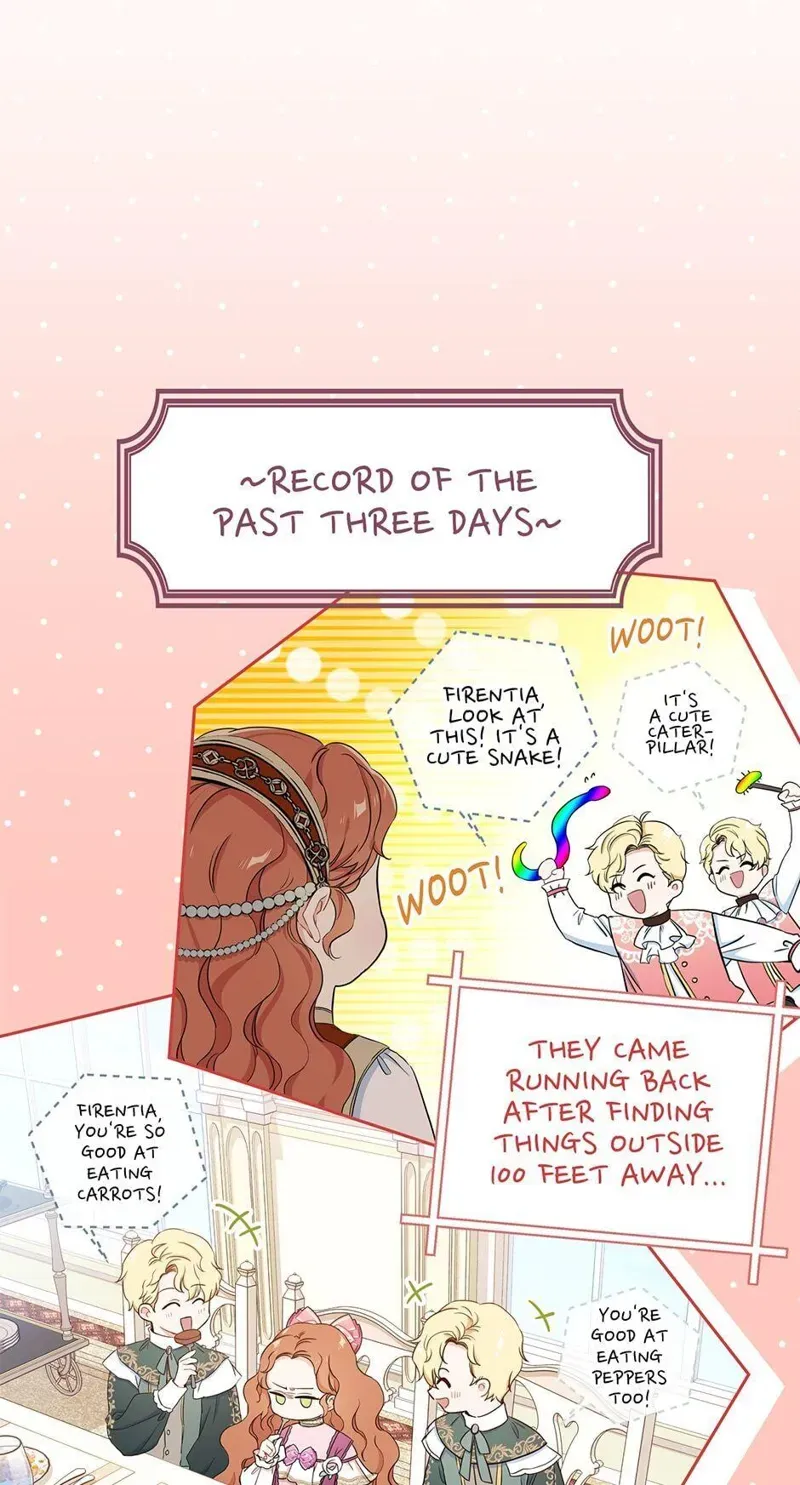 ~RECORD OF THE
PAST THREE DAYS~
WOOT!
FIRENTIA,
LOOK AT
THIS! IT'S A
CUTE SNAKE!
IT'S
A CUTE
CATER-
PILLAR!
WOOT!
THEY CAME
RUNNING BACK
AFTER FINDING
THINGS OUTSIDE
100 FEET AWAY...
FIRENTIA,
YOU'RE SO
GOOD AT
EATING
CARROTS!
YOU'RE
GOOD AT
EATING
PEPPERS
TOO!